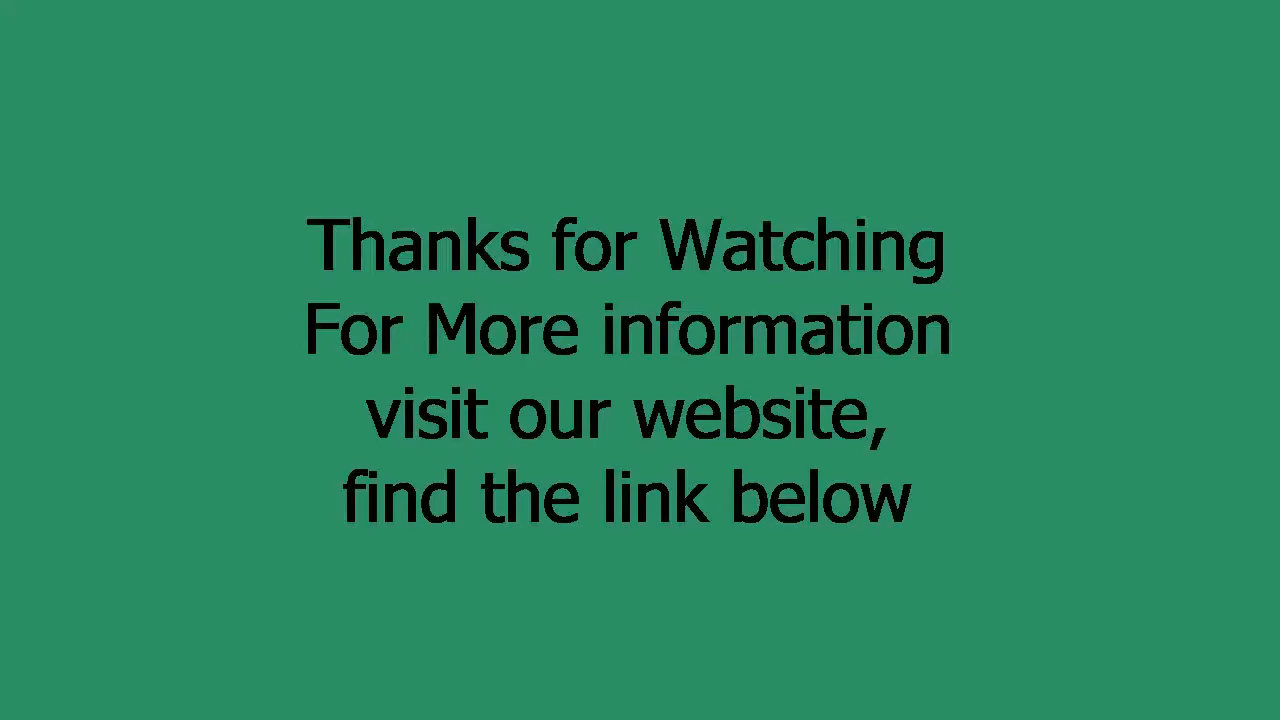 Thanks for Watching
For More information
visit our website,
find the link below